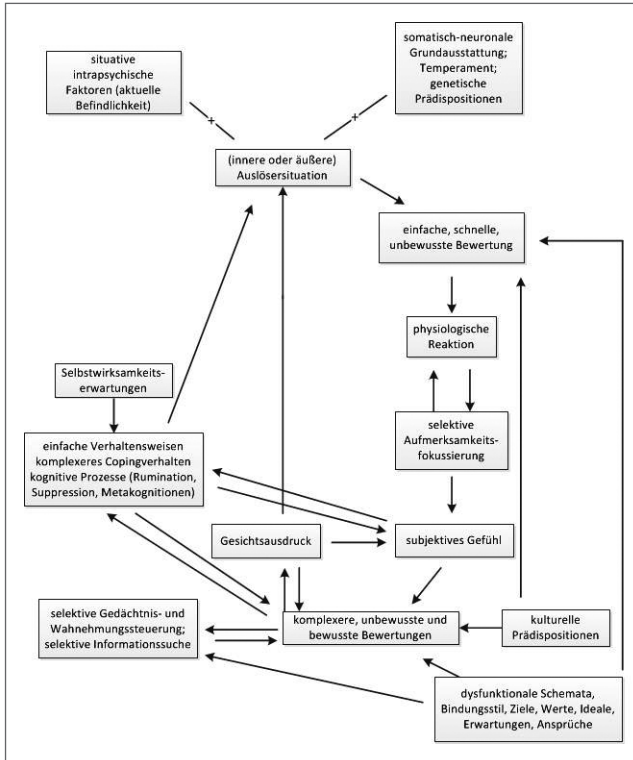 situative
intrapsychische
Faktoren (aktuelle
Befindlichkeit)
somatisch-neuronale
Grundausstattung;
Temperament;
genetische
Prädispositionen
+
+
(innere oder äußere)
Auslösersituation
einfache, schnelle,
unbewusste Bewertung
physiologische
Reaktion
Selbstwirksamkeits-
erwartungen
selektive
Aufmerksamkeits-
fokussierung
einfache Verhaltensweisen
komplexeres Copingverhalten
kognitive Prozesse (Rumination,
Suppression, Metakognitionen)
Gesichtsausdruck
subjektives Gefühl
selektive Gedächtnis- und
Wahnehmungssteuerung;
selektive Informationssuche
komplexere, unbewusste und
bewusste Bewertungen
kulturelle
Prädispositionen
dysfunktionale Schemata,
Bindungsstil, Ziele, Werte, Ideale,
Erwartungen, Ansprüche